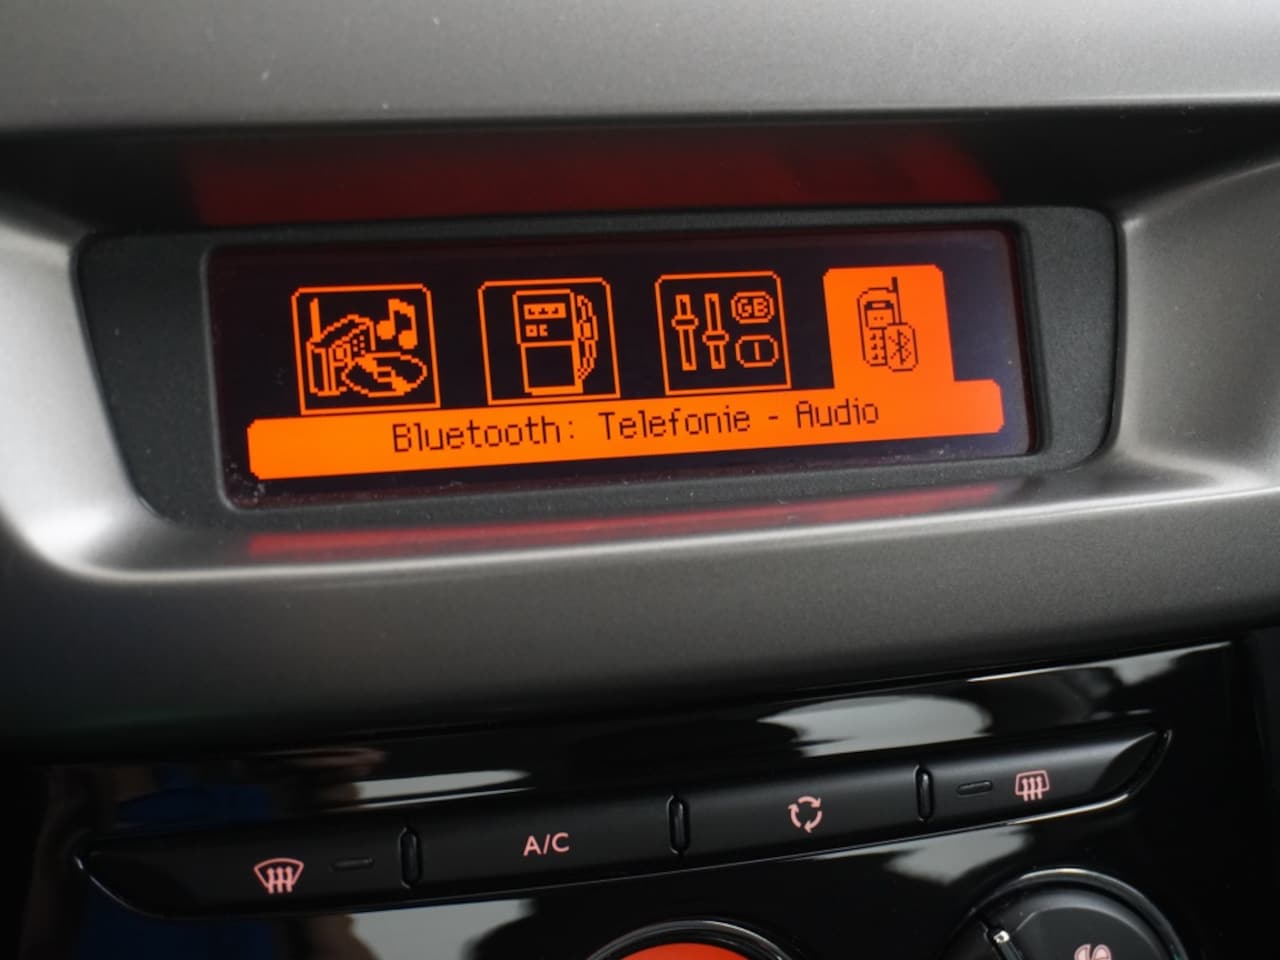 GB
I
Bluetooth: Telefonie - Audio
A/C